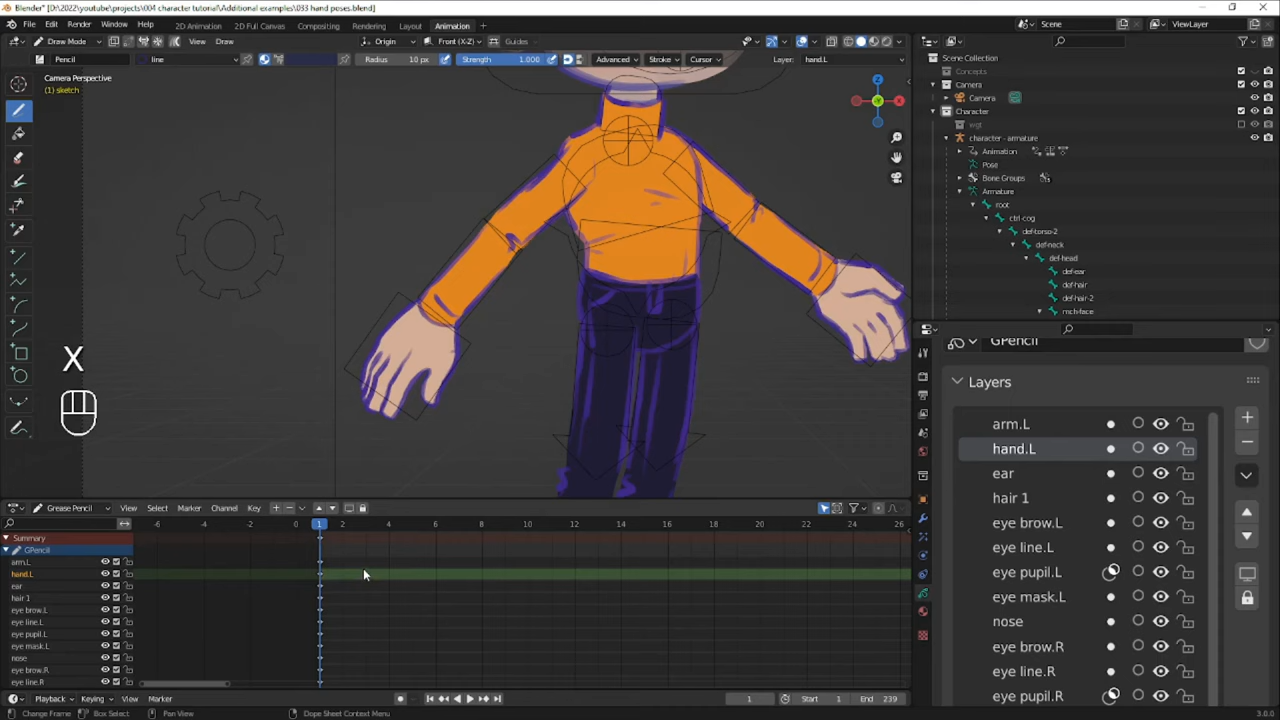 Blender* [D:\2022\youtube\projects\004 character tutorial\Additional examples\033 hand poses.blend]
File Edit Render Window Help 2D Animation 2D Full Canvas Compositing Rendering Layout Animation + Scene ViewLayer
Draw Mode View Draw Origin Front (X-Z) Guides
Pencil line Radius 10 px Strength 1.000 Advanced Stroke Cursor Layer: hand.L
Camera Perspective
(1) sketch
X
Scene Collection
Concepts
Camera
Camera
Character
wgt
character - armature
Animation
Pose
Bone Groups
Armature
root
ctrl-cog
def-torso-2
def-neck
def-head
def-ear
def-hair
def-hair-2
mch-face
GPencil
Layers
arm.L
hand.L
ear
hair 1
eye brow.L
eye line.L
eye pupil.L
eye mask.L
nose
eye brow.R
eye line.R
eye pupil.R
Grease Pencil View Select Marker Channel Key
-6 -4 -2 0 1 2 4 6 8 10 12 14 16 18 20 22 24 26
Summary
GPencil
arm.L
hand.L
ear
hair 1
eye brow.L
eye line.L
eye pupil.L
eye mask.L
nose
eye brow.R
eye line.R
Playback Keying View Marker 1 Start 1 End 239
Change Frame Box Select Pan View Dope Sheet Context Menu 3.0.0